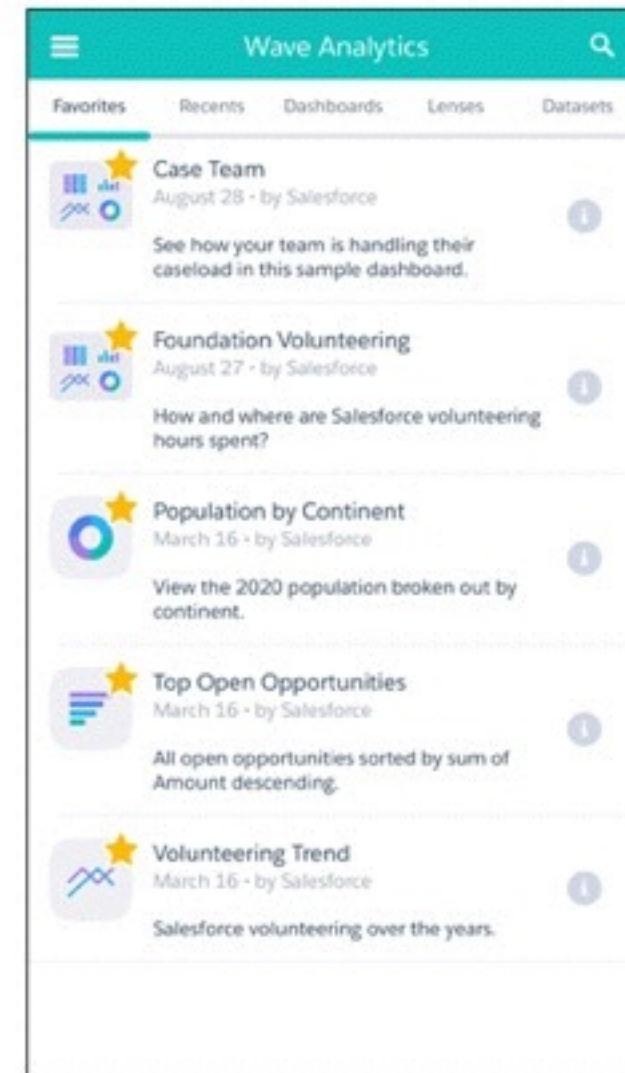 Wave Analytics
Favorites Recents Dashboards Lenses Datasets
Case Team
August 28 • by Salesforce
See how your team is handling their
caseload in this sample dashboard.
Foundation Volunteering
August 27 • by Salesforce
How and where are Salesforce volunteering
hours spent?
Population by Continent
March 16 • by Salesforce
View the 2020 population broken out by
continent.
Top Open Opportunities
March 16 • by Salesforce
All open opportunities sorted by sum of
Amount descending.
Volunteering Trend
March 16 • by Salesforce
Salesforce volunteering over the years.